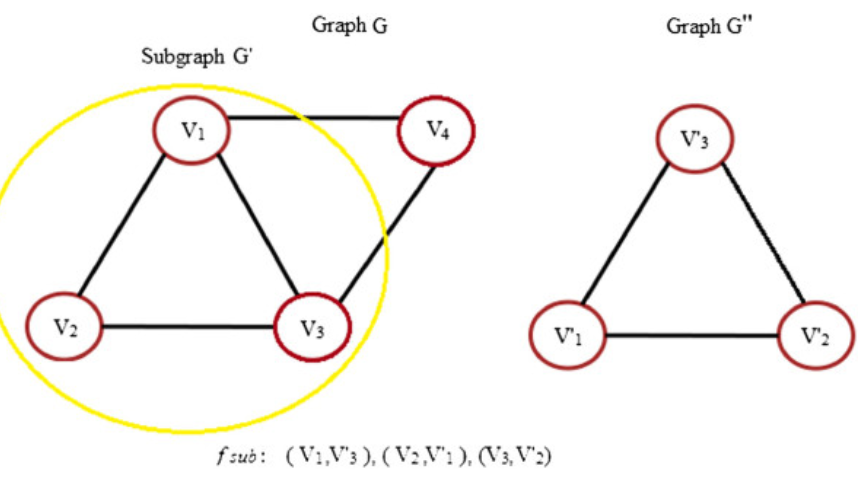 Graph G
Graph G"
Subgraph G'
V1
V4
V2
V3
V'3
V'1
V'2
fsub: (V1,V'3), (V2,V'1), (V3,V'2)